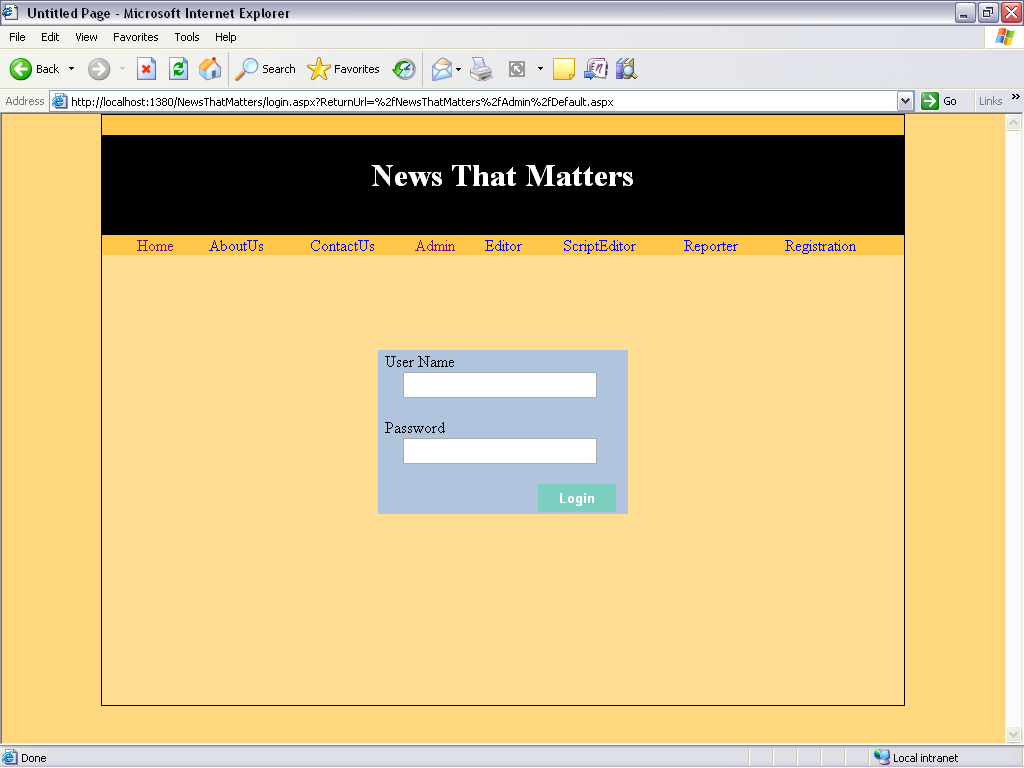 Untitled Page - Microsoft Internet Explorer
File Edit View Favorites Tools Help
Back Search Favorites
Address http://localhost:1380/NewsThatMatters/login.aspx?ReturnUrl=%2fNewsThatMatters%2fAdmin%2fDefault.aspx Go Links »
News That Matters
Home AboutUs ContactUs Admin Editor ScriptEditor Reporter Registration
User Name
Password
Login
Done Local intranet